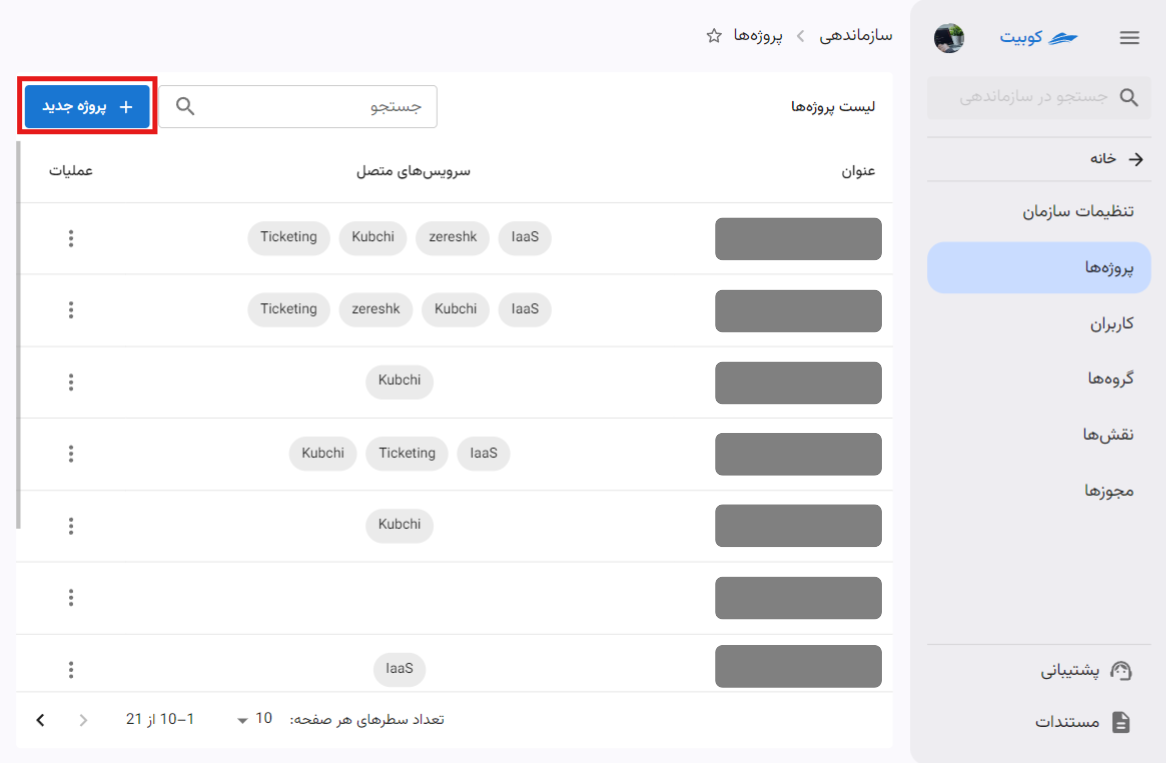 کوبیت
جستجو در سازماندهی
خانه
تنظیمات سازمان
پروژه‌ها
کاربران
گروه‌ها
نقش‌ها
مجوزها
پشتیبانی
مستندات
سازماندهی > پروژه‌ها
لیست پروژه‌ها
جستجو
+ پروژه جدید
عنوان سرویس‌های متصل عملیات
IaaS zereshk Kubchi Ticketing
IaaS Kubchi zereshk Ticketing
Kubchi
IaaS Ticketing Kubchi
Kubchi
IaaS
تعداد سطرهای هر صفحه: 10 1–10 از 21